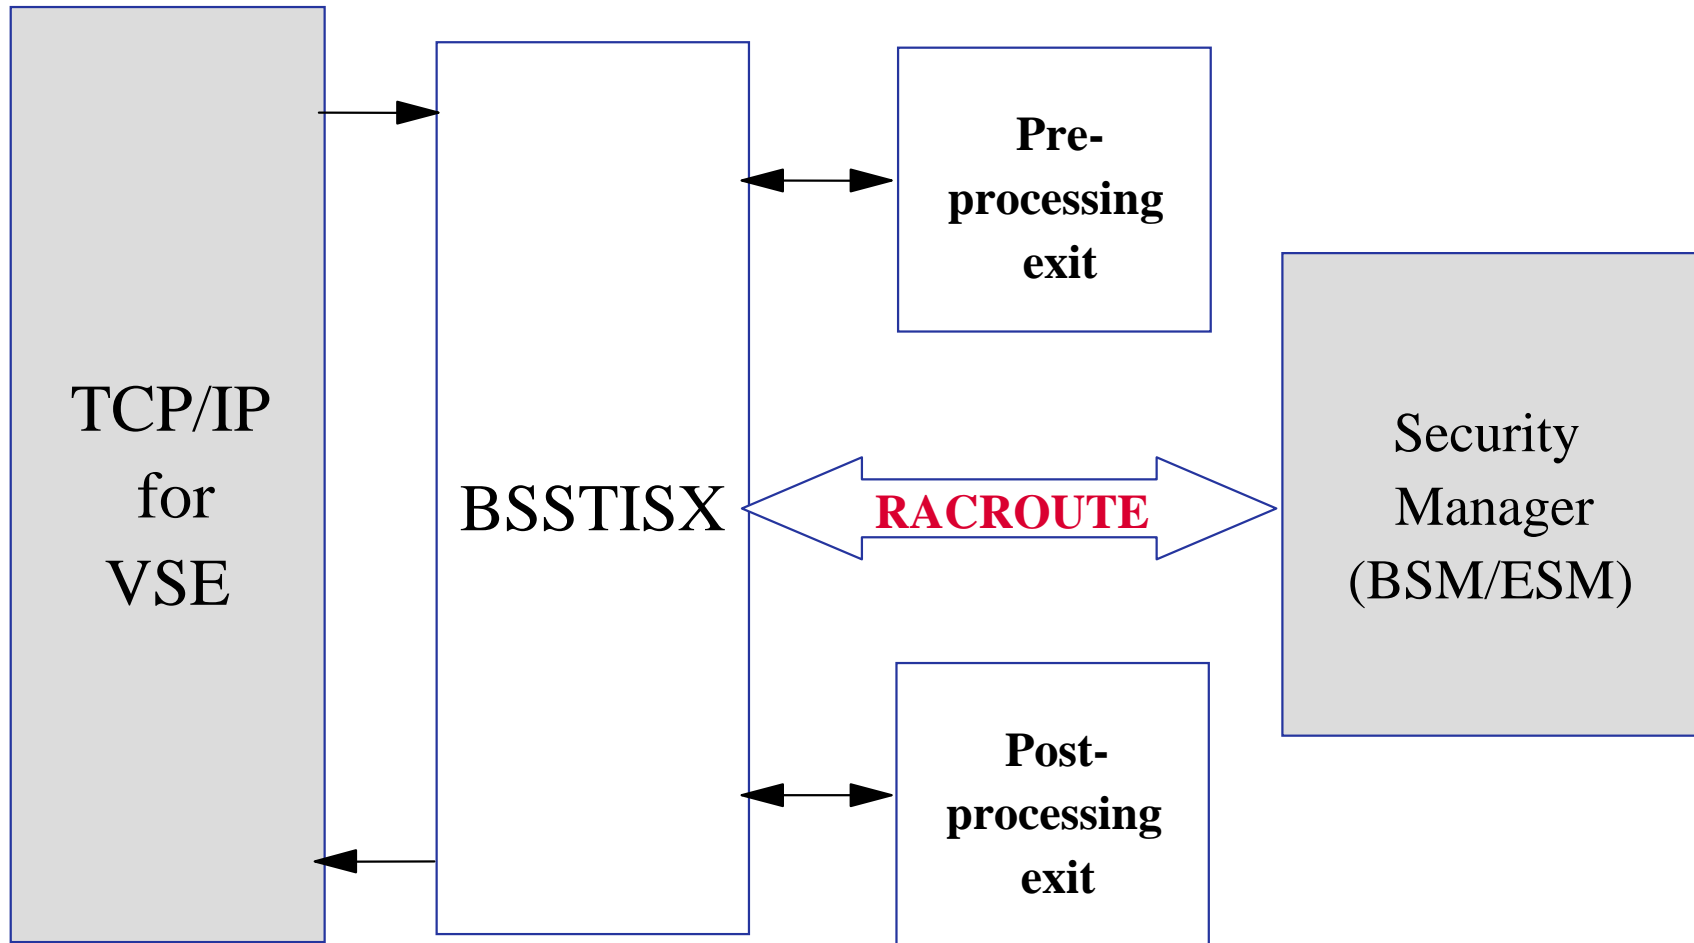 TCP/IP
for
VSE
BSSTISX
Pre-
processing
exit
RACROUTE
Post-
processing
exit
Security
Manager
(BSM/ESM)